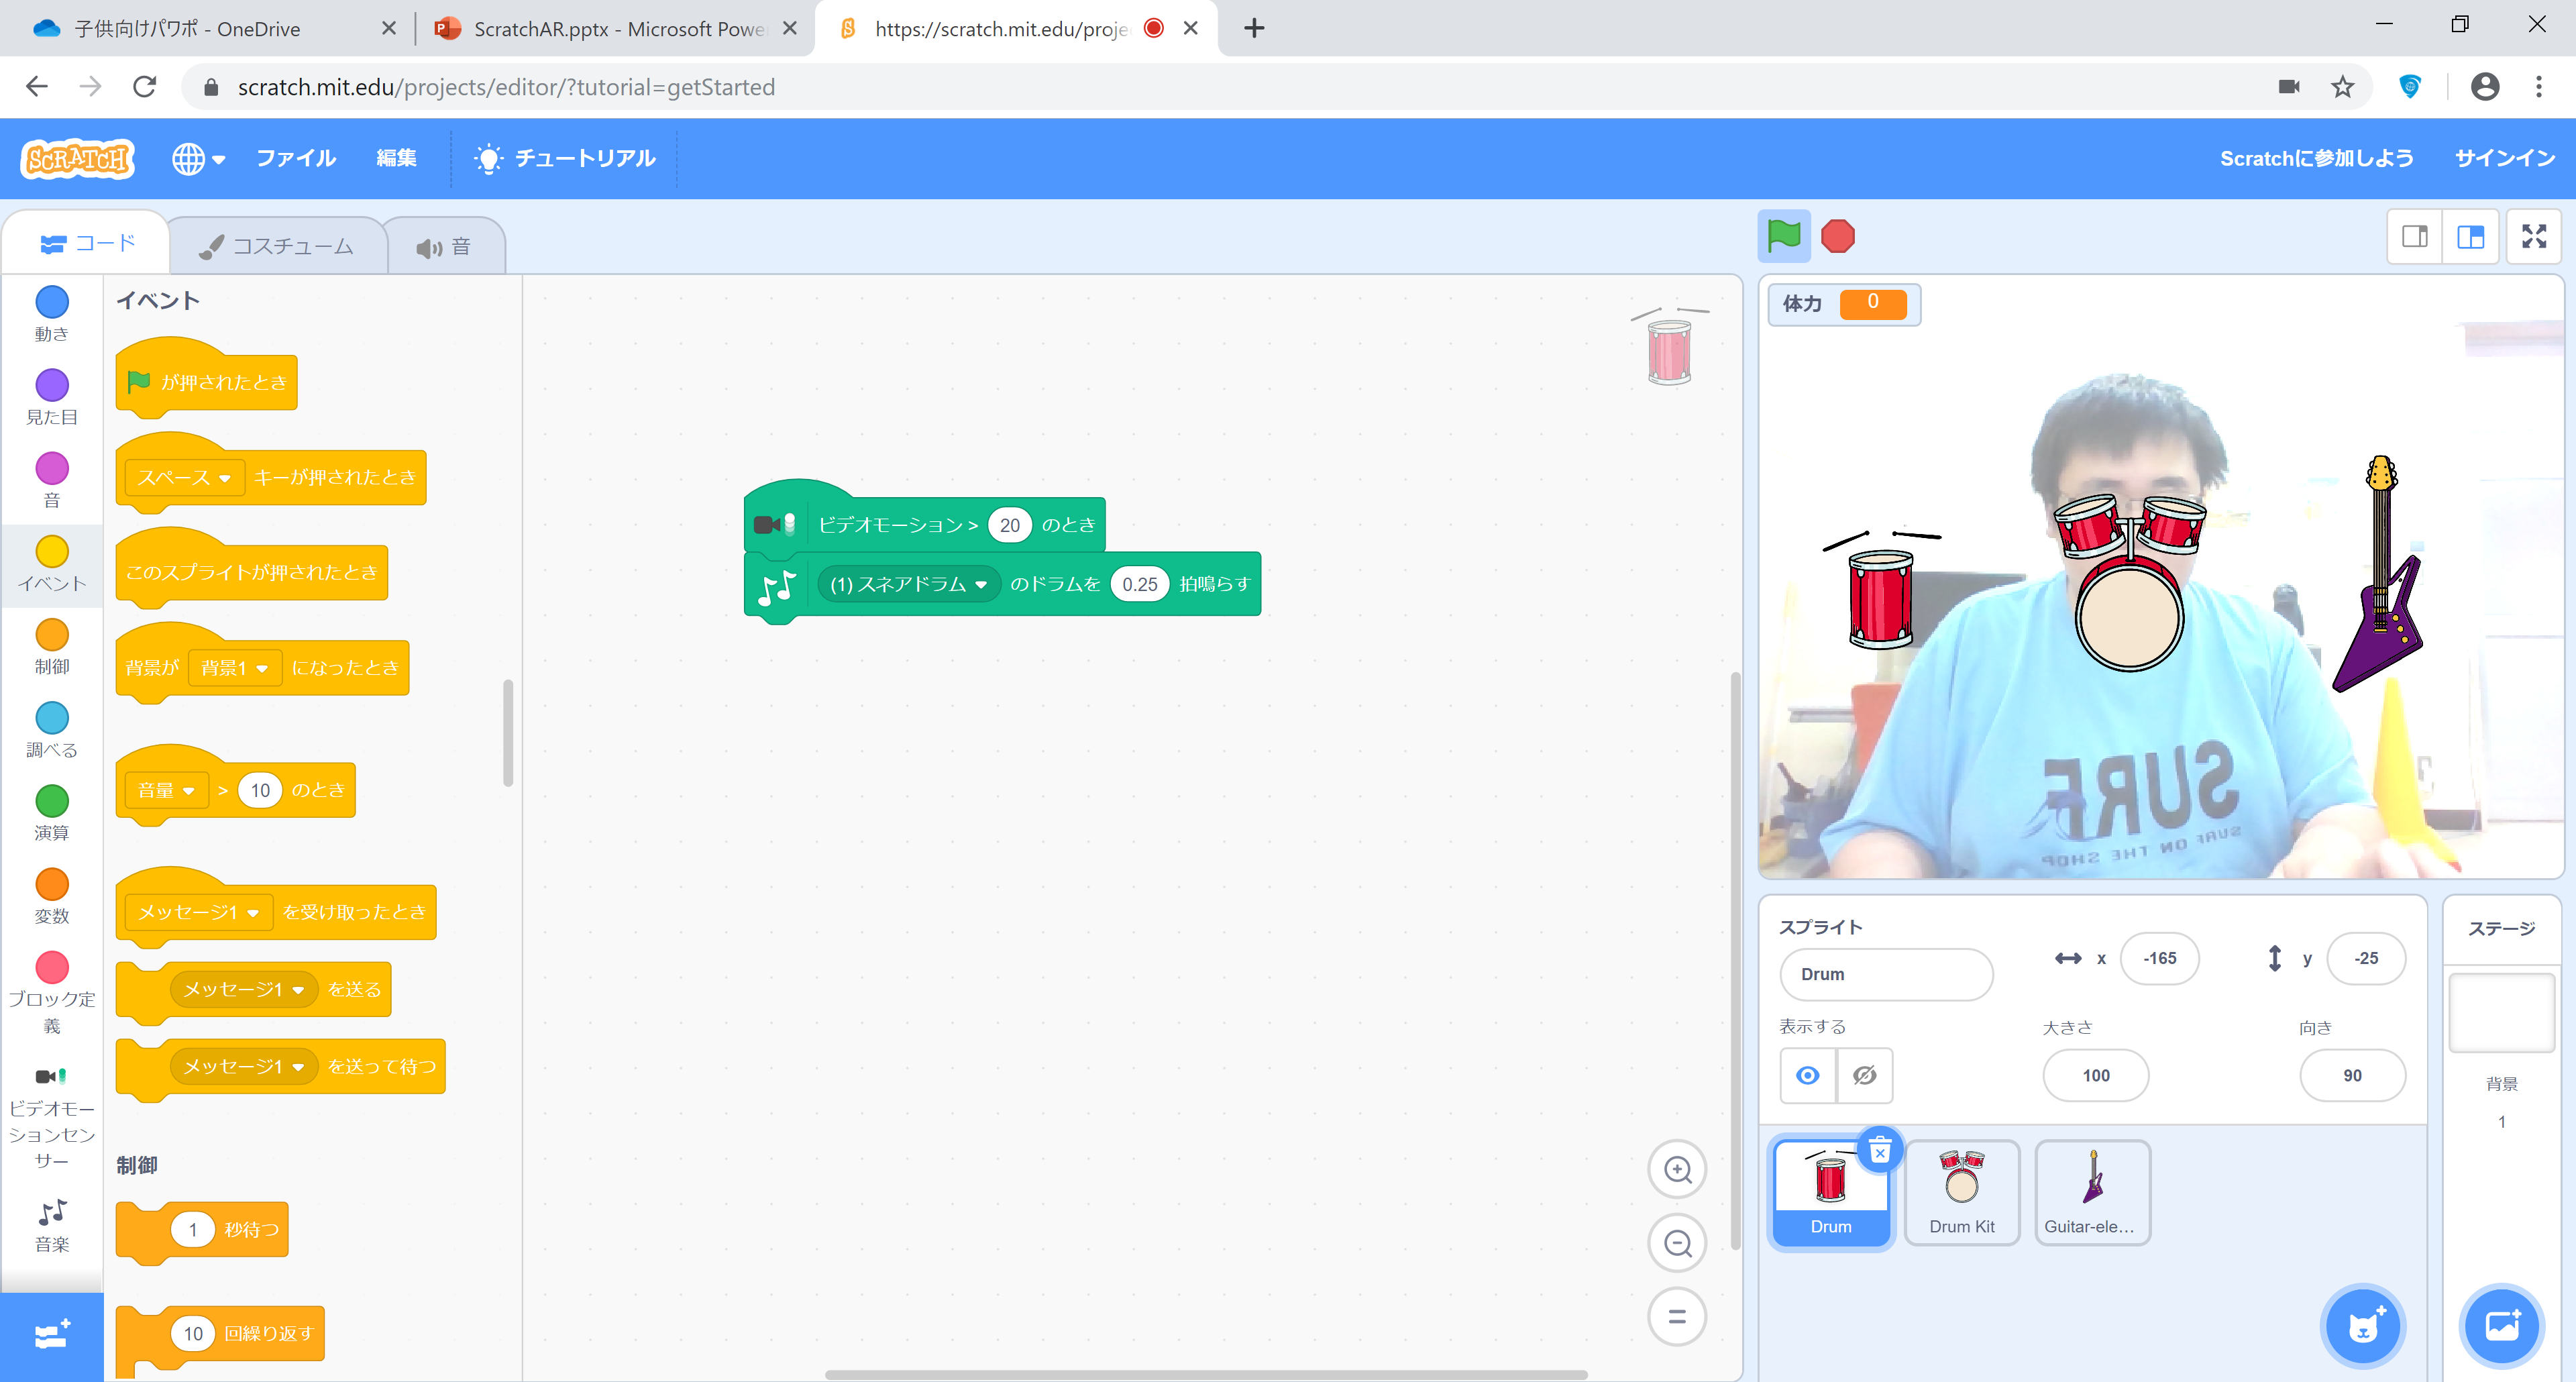 子供向けパワポ - OneDrive
ScratchAR.pptx - Microsoft Powe
https://scratch.mit.edu/proje
scratch.mit.edu/projects/editor/?tutorial=getStarted
SCRATCH
ファイル
編集
チュートリアル
Scratchに参加しよう
サインイン
コード
コスチューム
音
動き
見た目
音
イベント
制御
調べる
演算
変数
ブロック定
義
ビデオモー
ションセン
サー
音楽
イベント
が押されたとき
スペース キーが押されたとき
このスプライトが押されたとき
背景が 背景1 になったとき
音量 > 10 のとき
メッセージ1 を受け取ったとき
メッセージ1 を送る
メッセージ1 を送って待つ
制御
1 秒待つ
10 回繰り返す
ビデオモーション > 20 のとき
(1) スネアドラム のドラムを 0.25 拍鳴らす
体力 0
SURF
SURF ON THE SHOP
スプライト
Drum
x -165
y -25
表示する
大きさ 100
向き 90
Drum
Drum Kit
Guitar-ele...
ステージ
背景
1